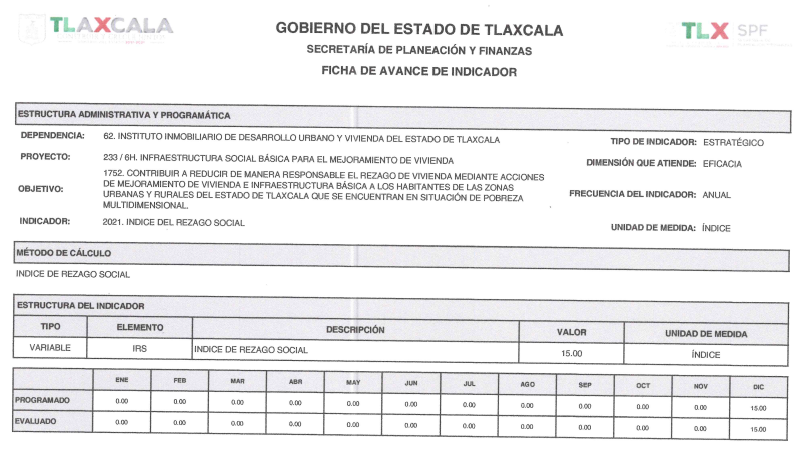 TLAXCALA
GOBIERNO DEL ESTADO DE TLAXCALA
SECRETARÍA DE PLANEACIÓN Y FINANZAS
FICHA DE AVANCE DE INDICADOR
TLX SPF
ESTRUCTURA ADMINISTRATIVA Y PROGRAMÁTICA
DEPENDENCIA: 62. INSTITUTO INMOBILIARIO DE DESARROLLO URBANO Y VIVIENDA DEL ESTADO DE TLAXCALA
TIPO DE INDICADOR: ESTRATÉGICO
PROYECTO: 233 / 6H. INFRAESTRUCTURA SOCIAL BÁSICA PARA EL MEJORAMIENTO DE VIVIENDA
DIMENSIÓN QUE ATIENDE: EFICACIA
OBJETIVO: 1752. CONTRIBUIR A REDUCIR DE MANERA RESPONSABLE EL REZAGO DE VIVIENDA MEDIANTE ACCIONES
DE MEJORAMIENTO DE VIVIENDA E INFRAESTRUCTURA BÁSICA A LOS HABITANTES DE LAS ZONAS
URBANAS Y RURALES DEL ESTADO DE TLAXCALA QUE SE ENCUENTRAN EN SITUACIÓN DE POBREZA
MULTIDIMENSIONAL.
FRECUENCIA DEL INDICADOR: ANUAL
INDICADOR: 2021. INDICE DEL REZAGO SOCIAL
UNIDAD DE MEDIDA: ÍNDICE
MÉTODO DE CÁLCULO
INDICE DE REZAGO SOCIAL
ESTRUCTURA DEL INDICADOR
TIPO ELEMENTO DESCRIPCIÓN VALOR UNIDAD DE MEDIDA
VARIABLE IRS INDICE DE REZAGO SOCIAL 15.00 ÍNDICE
ENE FEB MAR ABR MAY JUN JUL AGO SEP OCT NOV DIC
PROGRAMADO 0.00 0.00 0.00 0.00 0.00 0.00 0.00 0.00 0.00 0.00 0.00 15.00
EVALUADO 0.00 0.00 0.00 0.00 0.00 0.00 0.00 0.00 0.00 0.00 0.00 15.00